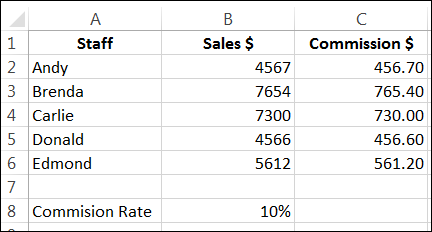 A B C
1 Staff Sales $ Commission $
2 Andy 4567 456.70
3 Brenda 7654 765.40
4 Carlie 7300 730.00
5 Donald 4566 456.60
6 Edmond 5612 561.20
7
8 Commision Rate 10%